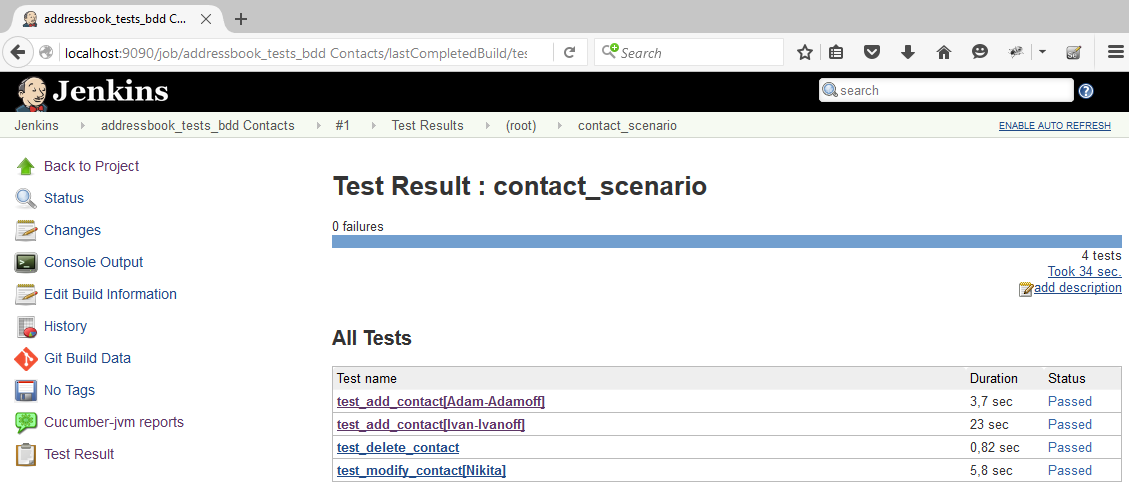 addressbook_tests_bdd C...
localhost:9090/job/addressbook_tests_bdd Contacts/lastCompletedBuild/tes
Search
Jenkins
search
Jenkins addressbook_tests_bdd Contacts #1 Test Results (root) contact_scenario
ENABLE AUTO REFRESH
Back to Project
Status
Changes
Console Output
Edit Build Information
History
Git Build Data
No Tags
Cucumber-jvm reports
Test Result
Test Result : contact_scenario
0 failures
4 tests
Took 34 sec.
add description
All Tests
Test name Duration Status
test_add_contact[Adam-Adamoff] 3,7 sec Passed
test_add_contact[Ivan-Ivanoff] 23 sec Passed
test_delete_contact 0,82 sec Passed
test_modify_contact[Nikita] 5,8 sec Passed